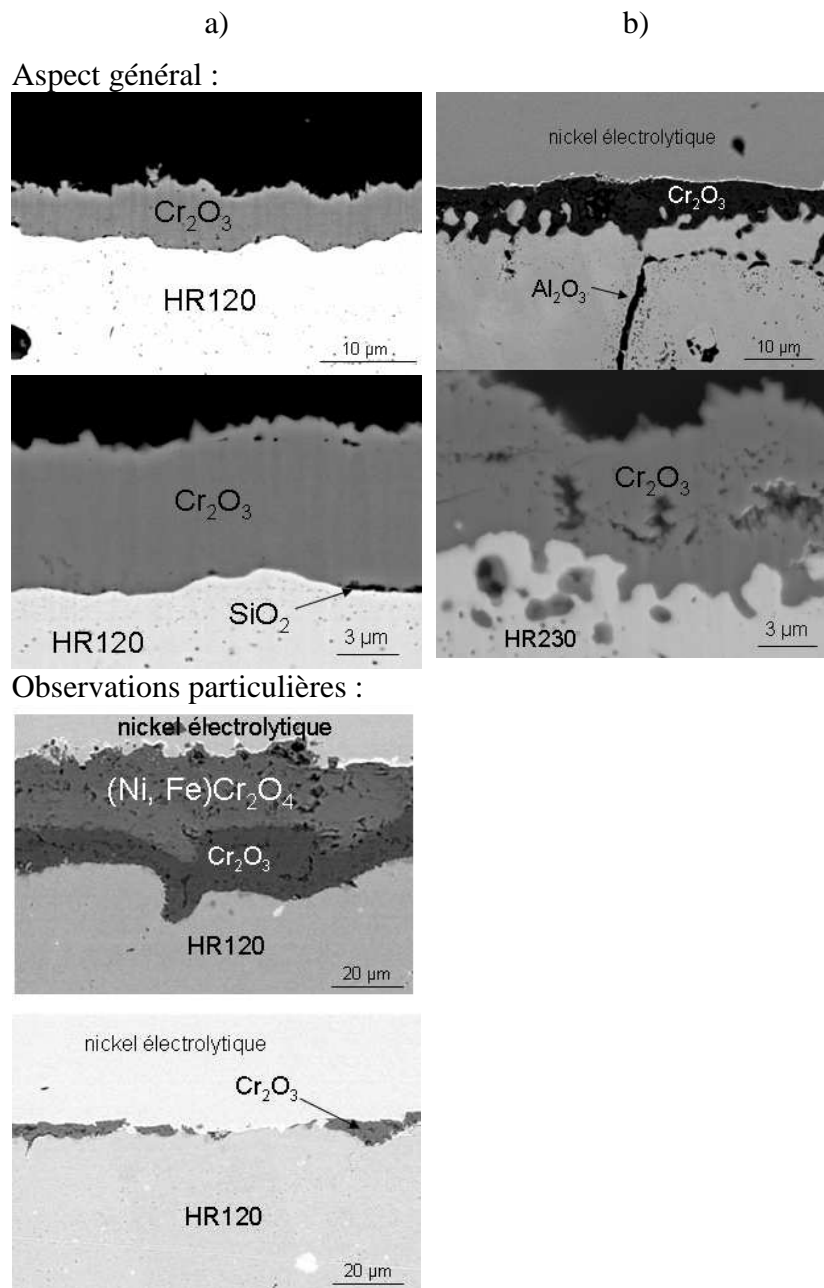 a)
b)
Aspect général :
Cr₂O₃
HR120
10 µm
nickel électrolytique
Cr₂O₃
Al₂O₃
10 µm
Cr₂O₃
SiO₂
HR120
3 µm
Cr₂O₃
HR230
3 µm
Observations particulières :
nickel électrolytique
(Ni, Fe)Cr₂O₄
Cr₂O₃
HR120
20 µm
nickel électrolytique
Cr₂O₃
HR120
20 µm